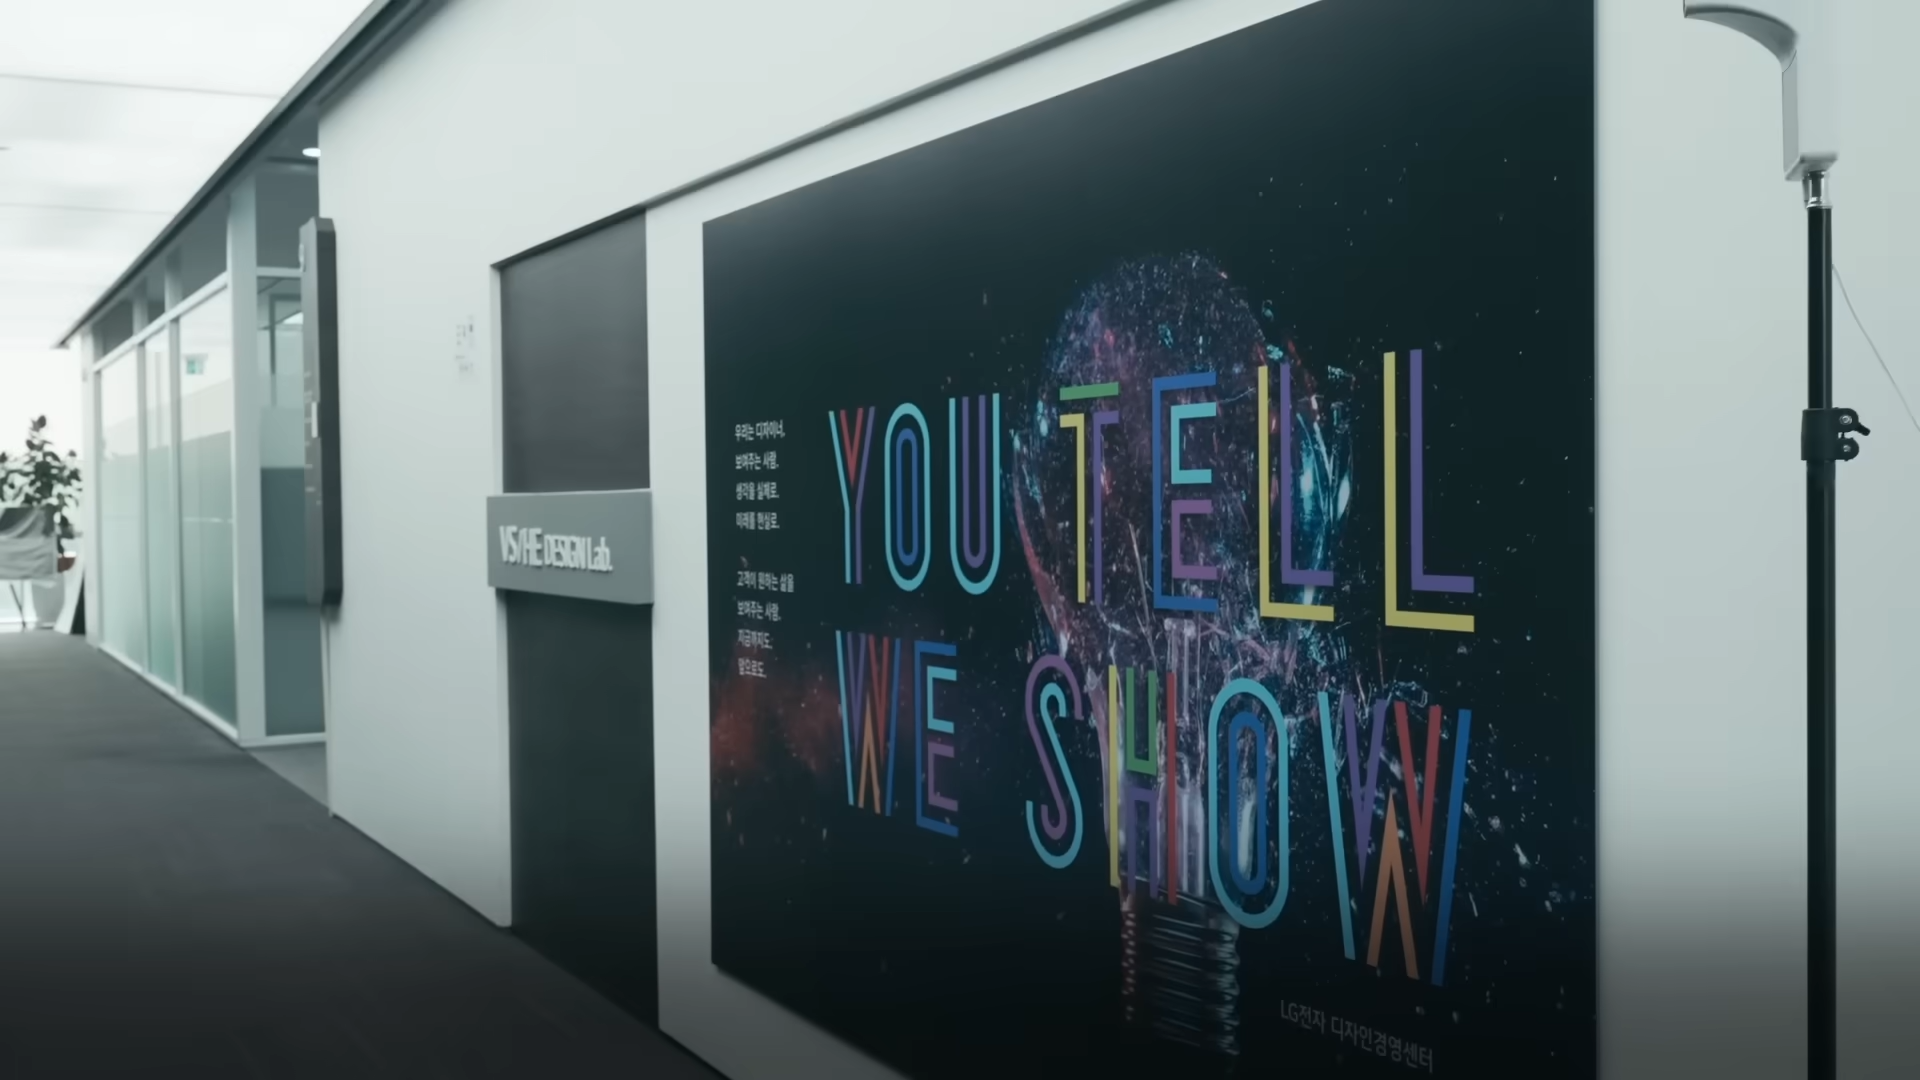 VS/HE DESIGN Lab.
우리는 디자이너.
보여주는 사람.
생각을 실체로.
미래를 현실로.
고객이 원하는 삶을
보여주는 사람.
지금까지도.
앞으로도.
YOU TELL
WE SHOW
LG전자 디자인경영센터